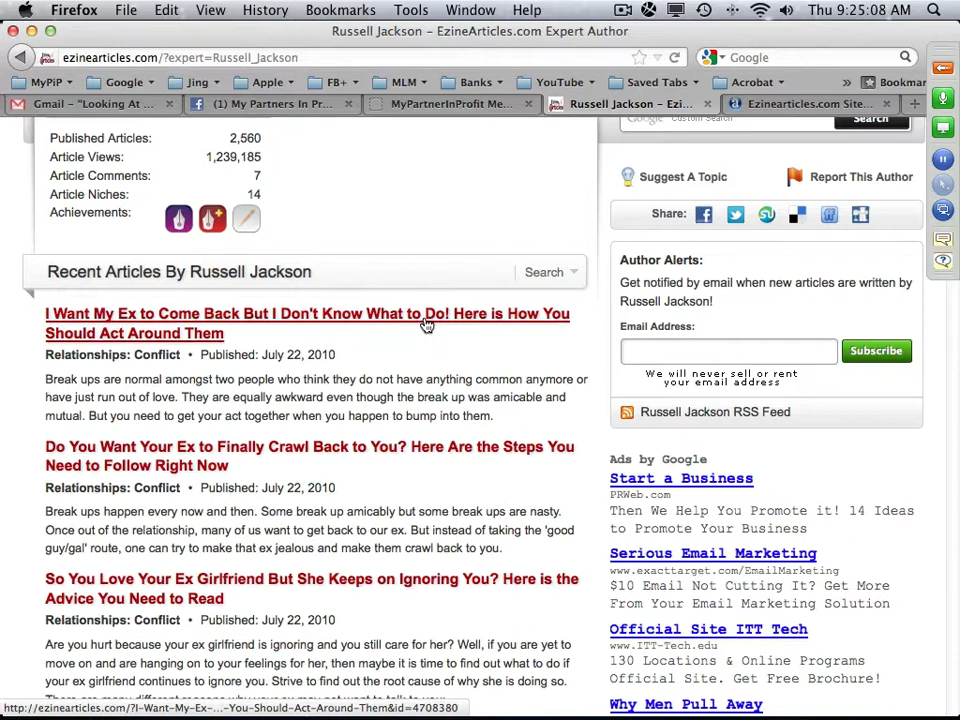 Firefox File Edit View History Bookmarks Tools Window Help Thu 9:25:08 AM
Russell Jackson - EzineArticles.com Expert Author
ezinearticles.com/?expert=Russell_Jackson Google
MyPiP Google Jing Apple FB+ MLM Banks YouTube Saved Tabs Acrobat » Bookmar
Gmail - "Looking At ... × (1) My Partners In Pr... × MyPartnerInProfit Me... × Russell Jackson - Ezi... × Ezinearticles.com Site... × +
Published Articles: 2,560
Article Views: 1,239,185
Article Comments: 7
Article Niches: 14
Achievements:
Recent Articles By Russell Jackson Search
I Want My Ex to Come Back But I Don't Know What to Do! Here is How You
Should Act Around Them
Relationships: Conflict • Published: July 22, 2010
Break ups are normal amongst two people who think they do not have anything common anymore or
have just run out of love. They are equally awkward even though the break up was amicable and
mutual. But you need to get your act together when you happen to bump into them.
Do You Want Your Ex to Finally Crawl Back to You? Here Are the Steps You
Need to Follow Right Now
Relationships: Conflict • Published: July 22, 2010
Break ups happen every now and then. Some break up amicably but some break ups are nasty.
Once out of the relationship, many of us want to get back to our ex. But instead of taking the 'good
guy/gal' route, one can try to make that ex jealous and make them crawl back to you.
So You Love Your Ex Girlfriend But She Keeps on Ignoring You? Here is the
Advice You Need to Read
Relationships: Conflict • Published: July 22, 2010
Are you hurt because your ex girlfriend is ignoring and you still care for her? Well, if you are yet to
move on and are hanging on to your feelings for her, then maybe it is time to find out what to do if
your ex girlfriend continues to ignore you. Strive to find out the root cause of why she is doing so.
http://ezinearticles.com/?I-Want-My-Ex-...-You-Should-Act-Around-Them&id=4708380
Google Custom Search Search
Suggest A Topic Report This Author
Share:
Author Alerts:
Get notified by email when new articles are written by
Russell Jackson!
Email Address:
Subscribe
We will never sell or rent
your email address
Russell Jackson RSS Feed
Ads by Google
Start a Business
PRWeb.com
Then We Help You Promote it! 14 Ideas
to Promote Your Business
Serious Email Marketing
www.exacttarget.com/EmailMarketing
$10 Email Not Cutting It? Get More
From Your Email Marketing Solution
Official Site ITT Tech
www.ITT-Tech.edu
130 Locations & Online Programs
Official Site. Get Free Brochure!
Why Men Pull Away